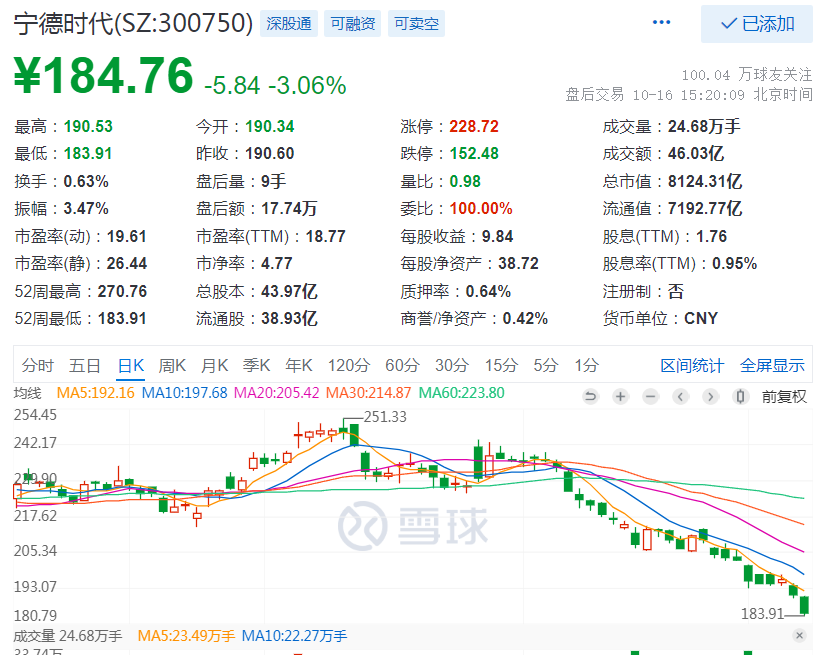 宁德时代(SZ:300750) 深股通 可融资 可卖空 ••• 已添加
¥184.76 -5.84 -3.06%
100.04 万球友关注
盘后交易 10-16 15:20:09 北京时间
最高：190.53 今开：190.34 涨停：228.72 成交量：24.68万手
最低：183.91 昨收：190.60 跌停：152.48 成交额：46.03亿
换手：0.63% 盘后量：9手 量比：0.98 总市值：8124.31亿
振幅：3.47% 盘后额：17.74万 委比：100.00% 流通值：7192.77亿
市盈率(动)：19.61 市盈率(TTM)：18.77 每股收益：9.84 股息(TTM)：1.76
市盈率(静)：26.44 市净率：4.77 每股净资产：38.72 股息率(TTM)：0.95%
52周最高：270.76 总股本：43.97亿 质押率：0.64% 注册制：否
52周最低：183.91 流通股：38.93亿 商誉/净资产：0.42% 货币单位：CNY
分时 五日 日K 周K 月K 季K 年K 120分 60分 30分 15分 5分 1分 区间统计 全屏显示
均线 MA5:192.16 MA10:197.68 MA20:205.42 MA30:214.87 MA60:223.80 前复权
254.45
251.33
242.17
229.90
217.62
雪球
205.34
193.07
180.79
183.91
成交量 24.68万手 MA5:23.49万手 MA10:22.27万手
33.74万